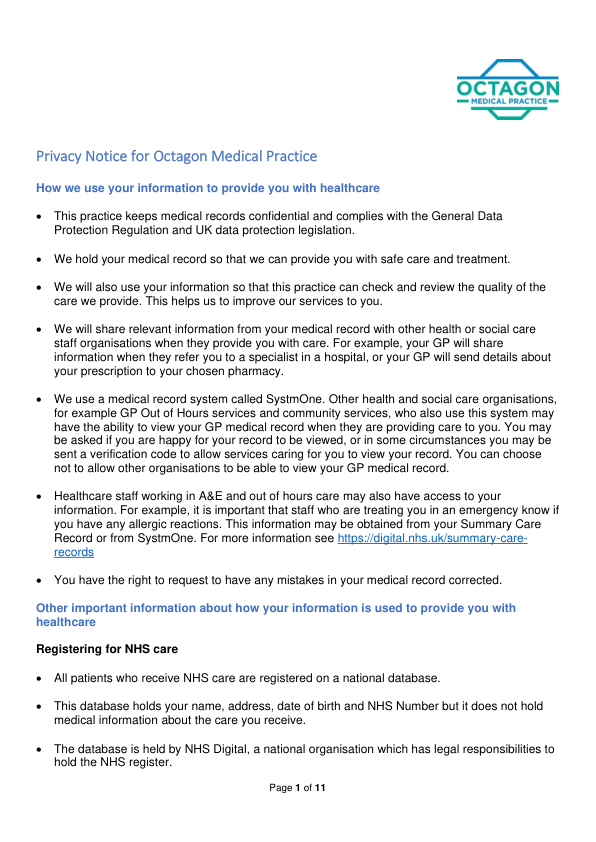 OCTAGON
MEDICAL PRACTICE
Privacy Notice for Octagon Medical Practice
How we use your information to provide you with healthcare
• This practice keeps medical records confidential and complies with the General Data
Protection Regulation and UK data protection legislation.
• We hold your medical record so that we can provide you with safe care and treatment.
• We will also use your information so that this practice can check and review the quality of the
care we provide. This helps us to improve our services to you.
• We will share relevant information from your medical record with other health or social care
staff organisations when they provide you with care. For example, your GP will share
information when they refer you to a specialist in a hospital, or your GP will send details about
your prescription to your chosen pharmacy.
• We use a medical record system called SystmOne. Other health and social care organisations,
for example GP Out of Hours services and community services, who also use this system may
have the ability to view your GP medical record when they are providing care to you. You may
be asked if you are happy for your record to be viewed, or in some circumstances you may be
sent a verification code to allow services caring for you to view your record. You can choose
not to allow other organisations to be able to view your GP medical record.
• Healthcare staff working in A&E and out of hours care may also have access to your
information. For example, it is important that staff who are treating you in an emergency know if
you have any allergic reactions. This information may be obtained from your Summary Care
Record or from SystmOne. For more information see https://digital.nhs.uk/summary-care-
records
• You have the right to request to have any mistakes in your medical record corrected.
Other important information about how your information is used to provide you with
healthcare
Registering for NHS care
• All patients who receive NHS care are registered on a national database.
• This database holds your name, address, date of birth and NHS Number but it does not hold
medical information about the care you receive.
• The database is held by NHS Digital, a national organisation which has legal responsibilities to
hold the NHS register.
Page 1 of 11